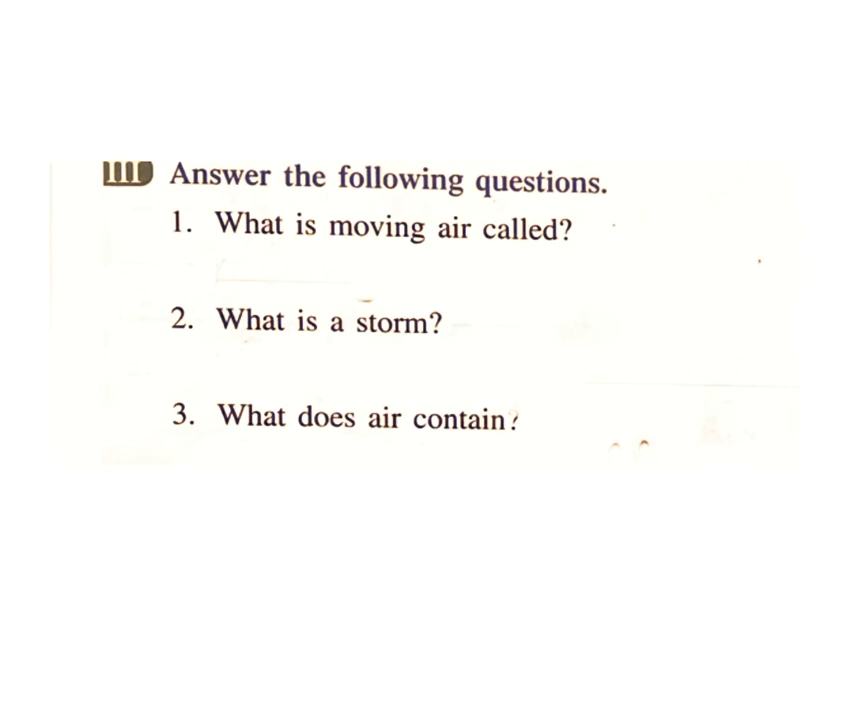 III Answer the following questions.
1. What is moving air called?
2. What is a storm?
3. What does air contain?